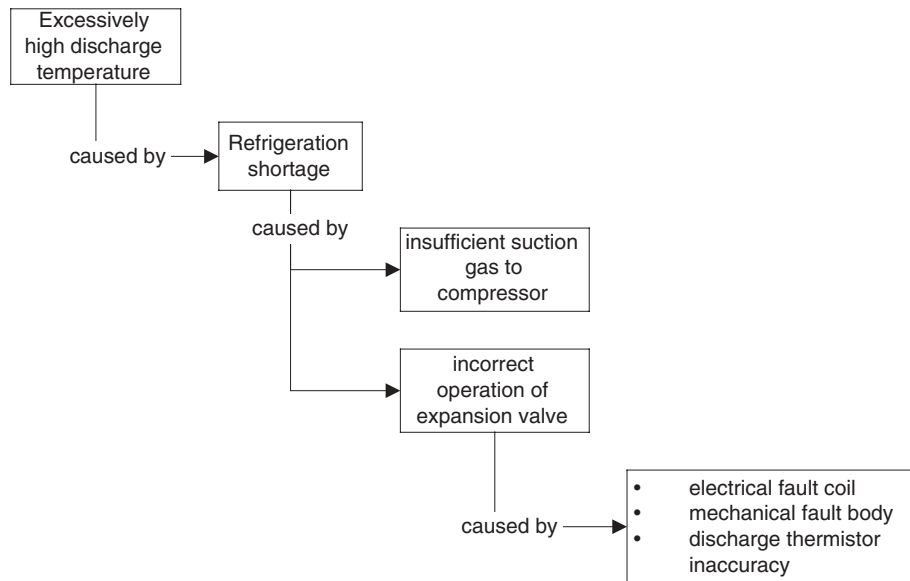 Excessively
high discharge
temperature
caused by
Refrigeration
shortage
caused by
insufficient suction
gas to
compressor
incorrect
operation of
expansion valve
caused by
• electrical fault coil
• mechanical fault body
• discharge thermistor
inaccuracy